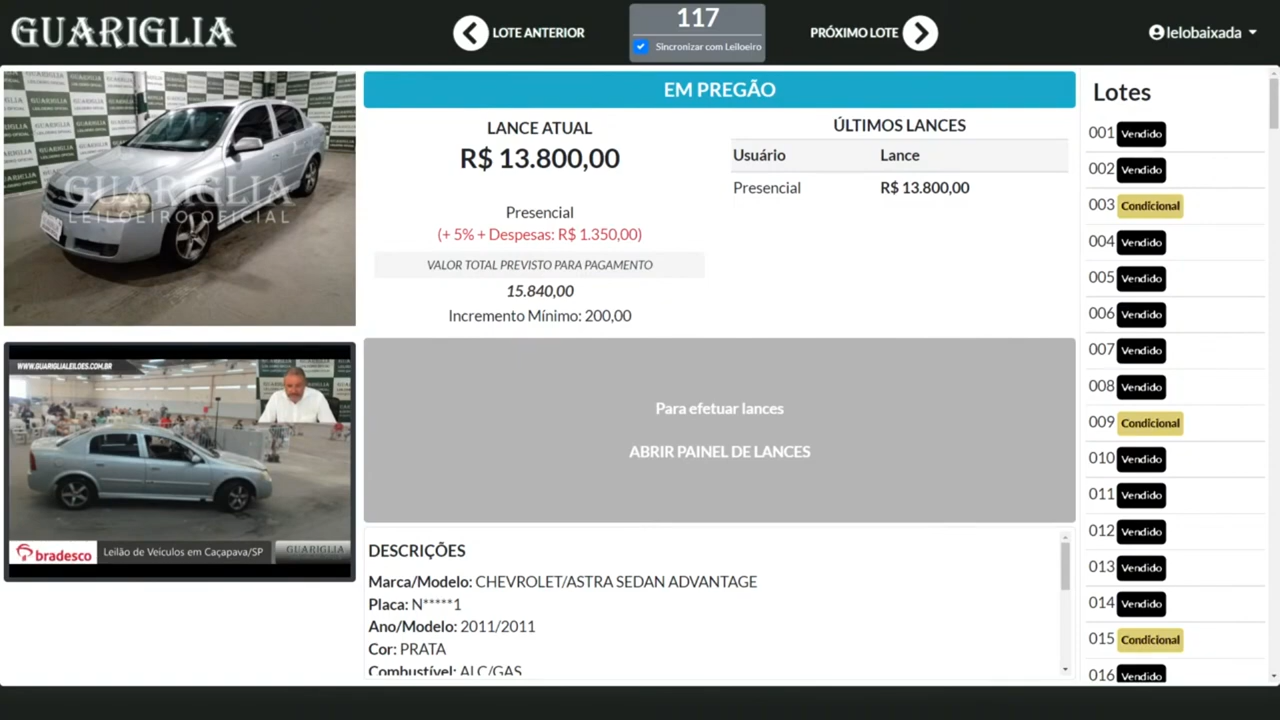 GUARIGLIA
LOTE ANTERIOR
117
Sincronizar com Leiloeiro
PRÓXIMO LOTE
lelobaixada
GUARIGLIA
LEILOEIRO OFICIAL
WWW.GUARIGLIALEILOES.COM.BR
bradesco
Leilão de Veiculos em Caçapava/SP
GUARIGLIA
EM PREGÃO
LANCE ATUAL
R$ 13.800,00
Presencial
(+ 5% + Despesas: R$ 1.350,00)
VALOR TOTAL PREVISTO PARA PAGAMENTO
15.840,00
Incremento Mínimo: 200,00
ÚLTIMOS LANCES
Usuário Lance
Presencial R$ 13.800,00
Para efetuar lances
ABRIR PAINEL DE LANCES
DESCRIÇÕES
Marca/Modelo: CHEVROLET/ASTRA SEDAN ADVANTAGE
Placa: N*****1
Ano/Modelo: 2011/2011
Cor: PRATA
Combustível: ALC/GAS
Lotes
001 Vendido
002 Vendido
003 Condicional
004 Vendido
005 Vendido
006 Vendido
007 Vendido
008 Vendido
009 Condicional
010 Vendido
011 Vendido
012 Vendido
013 Vendido
014 Vendido
015 Condicional
016 Vendido